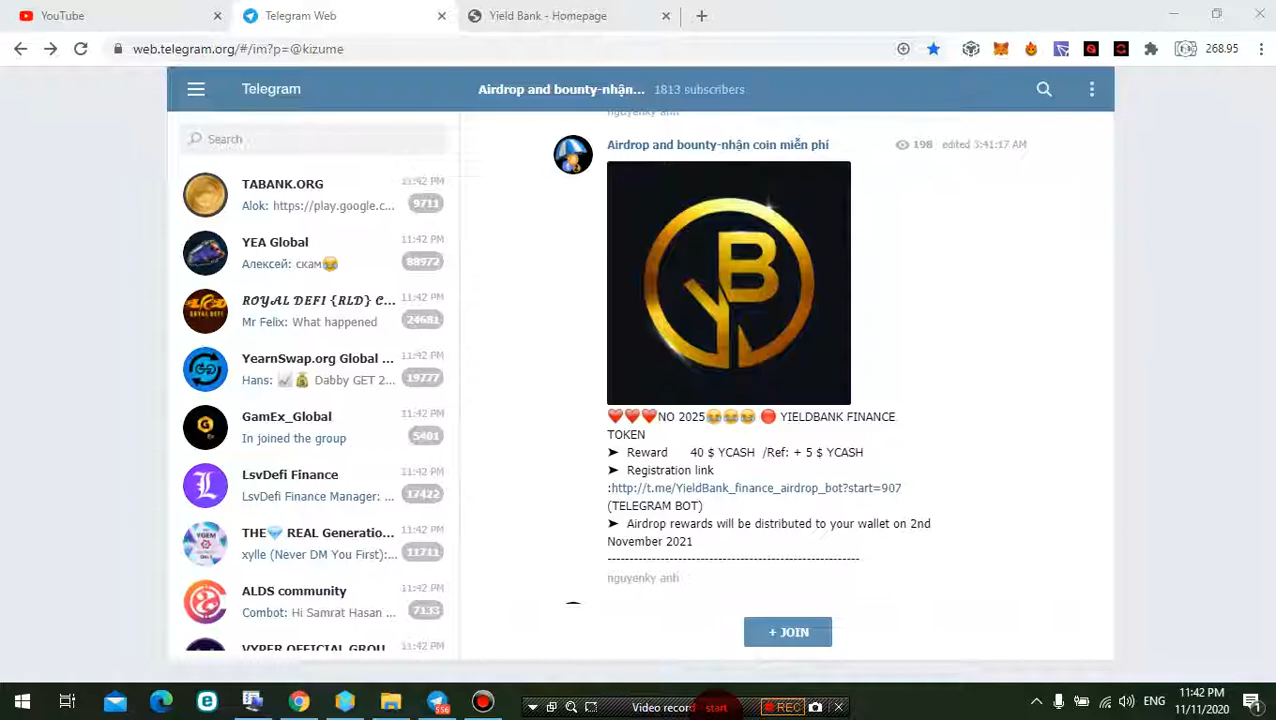 YouTube
Telegram Web
Yield Bank - Homepage
web.telegram.org/#/im?p=@kizume
268.95
Telegram
Airdrop and bounty-nhận... 1813 subscribers
Search
TABANK.ORG 11:42 PM
Alok: https://play.google.c... 9711
YEA Global 11:42 PM
Алексей: скам😂 88972
ROYAL DEFI {RLD} C... 11:42 PM
Mr Felix: What happened 24681
YearnSwap.org Global ... 11:42 PM
Hans: 📈💰 Dabby GET 2... 19777
GamEx_Global 11:42 PM
In joined the group 5401
LsvDefi Finance 11:42 PM
LsvDefi Finance Manager: ... 17422
THE💎 REAL Generatio... 11:42 PM
xylle (Never DM You First):... 11711
ALDS community 11:42 PM
Combot: Hi Samrat Hasan ... 7133
VYPER OFFICIAL GROU 11:42 PM
nguyenky anh
Airdrop and bounty-nhận coin miễn phí 198 edited 3:41:17 AM
YB
❤️❤️❤️NO 2025😂😂😂 🔴 YIELDBANK FINANCE
TOKEN
➤ Reward 40 $ YCASH /Ref: + 5 $ YCASH
➤ Registration link
:http://t.me/YieldBank_finance_airdrop_bot?start=907
(TELEGRAM BOT)
➤ Airdrop rewards will be distributed to your wallet on 2nd
November 2021
------------------------------------------------------------
nguyenky anh
+ JOIN
556
Video record start REC
ENG
11:42 PM
11/11/2020